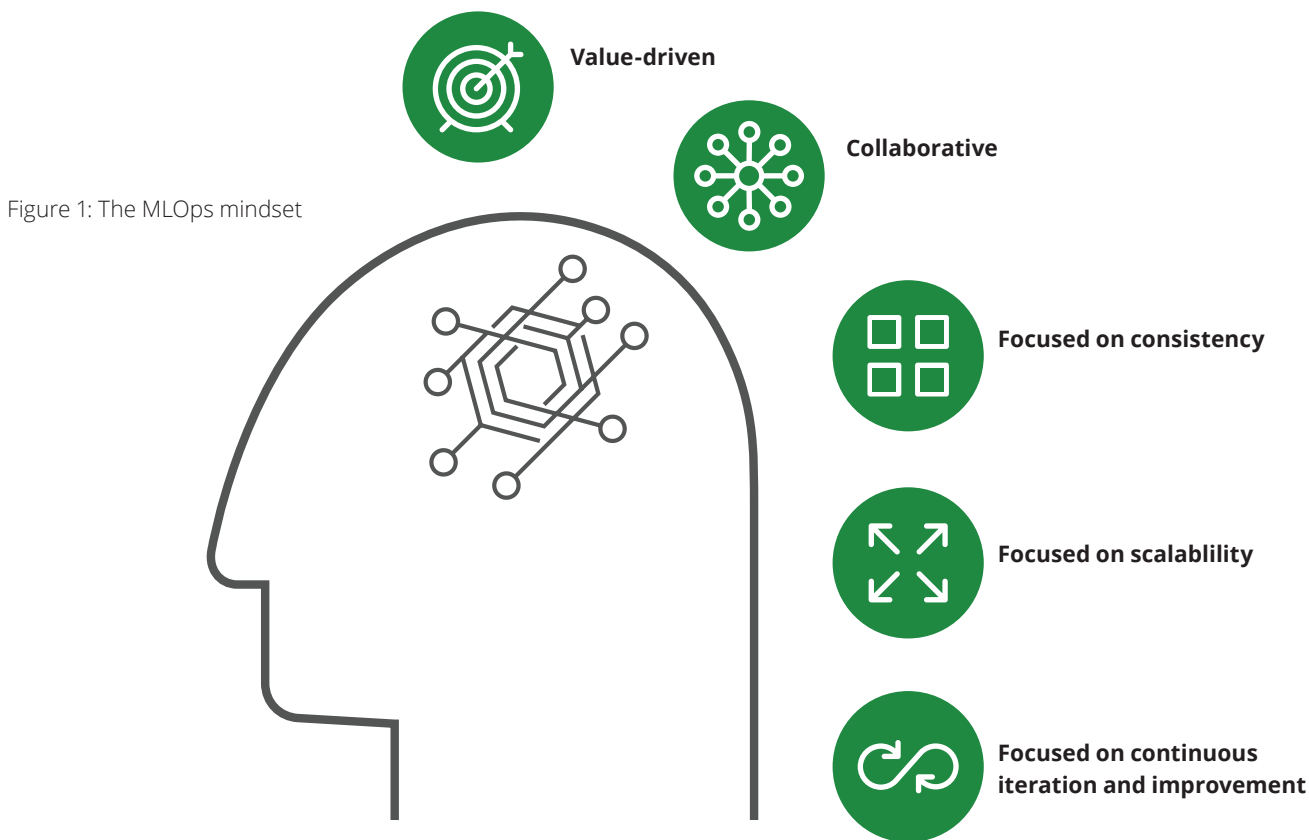 Value-driven
Collaborative
Figure 1: The MLOps mindset
Focused on consistency
Focused on scalablility
Focused on continuous
iteration and improvement